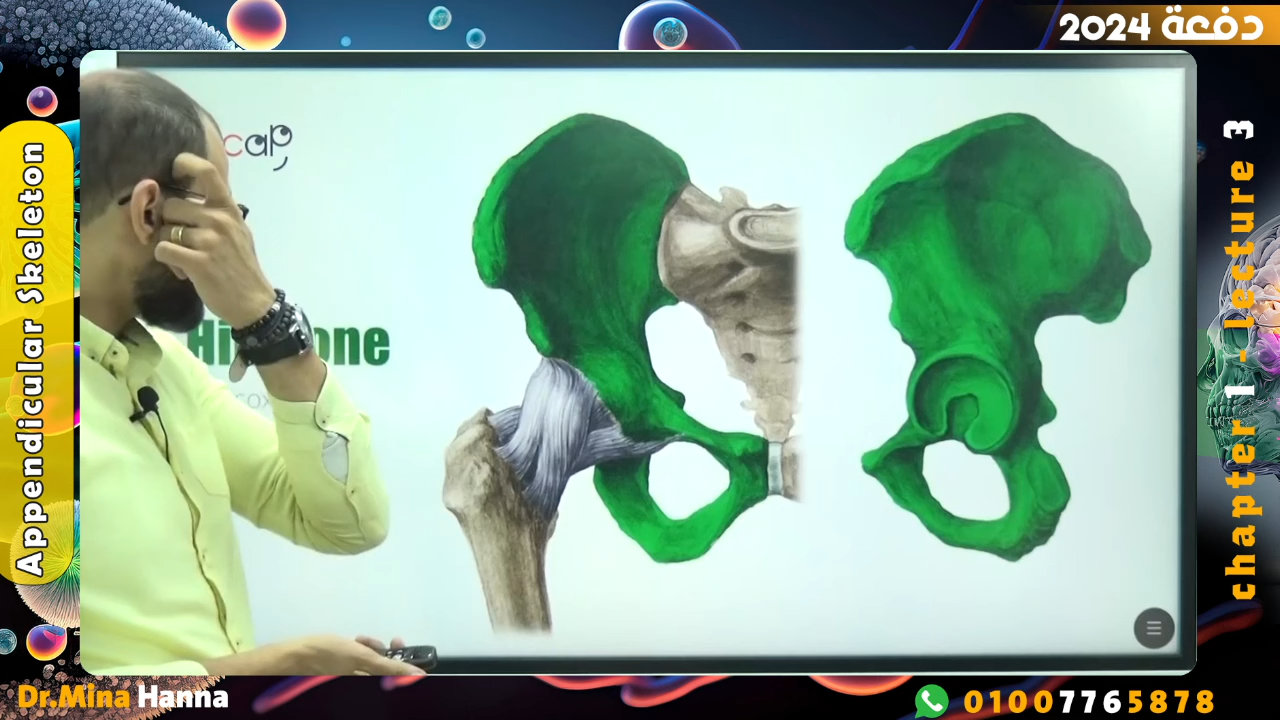 دفعة 2024
cap
Appendicular Skeleton
chapter 1 - lecture 3
Dr.Mina Hanna
01007765878